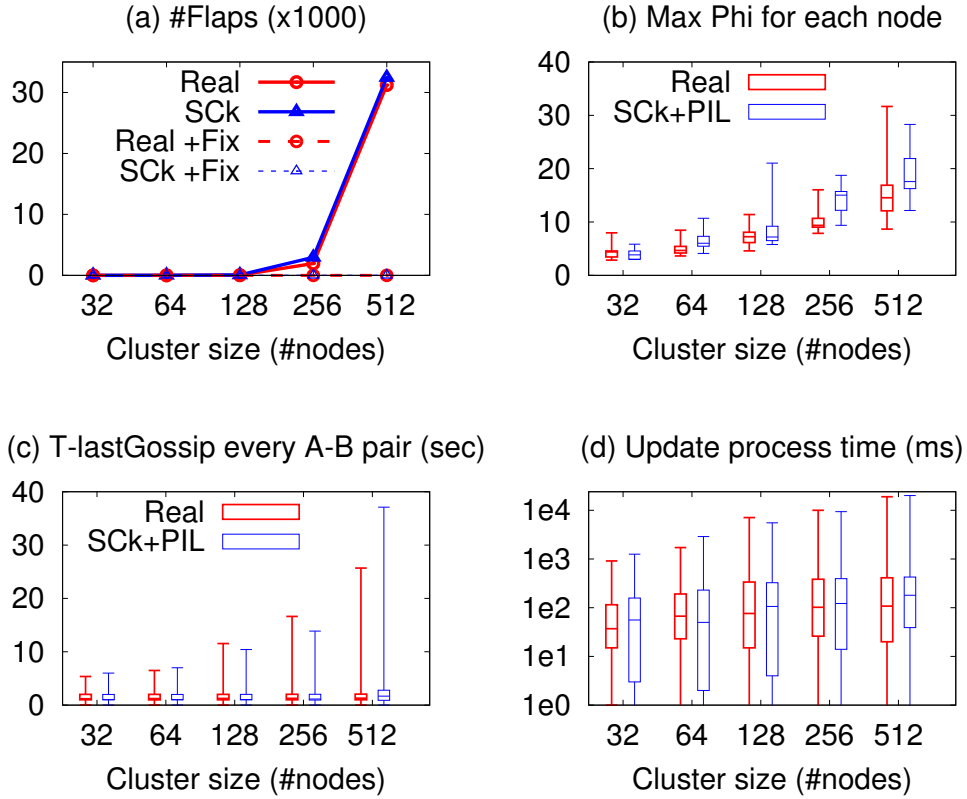 (a) #Flaps (x1000)
30
20
10
0
Real
SCk
Real +Fix
SCk +Fix
32 64 128 256 512
Cluster size (#nodes)
(b) Max Phi for each node
40
30
20
10
0
Real
SCk+PIL
32 64 128 256 512
Cluster size (#nodes)
(c) T-lastGossip every A-B pair (sec)
40
30
20
10
0
Real
SCk+PIL
32 64 128 256 512
Cluster size (#nodes)
(d) Update process time (ms)
1e4
1e3
1e2
1e1
1e0
32 64 128 256 512
Cluster size (#nodes)